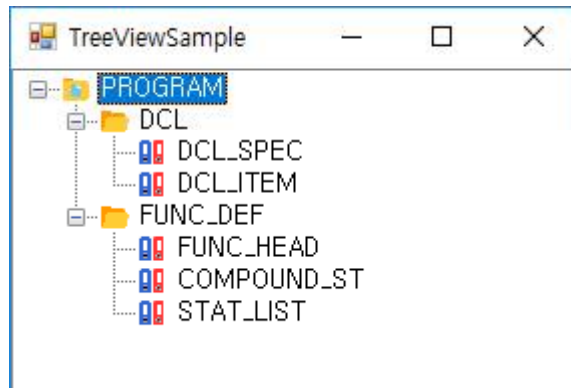 TreeViewSample
PROGRAM
DCL
DCL_SPEC
DCL_ITEM
FUNC_DEF
FUNC_HEAD
COMPOUND_ST
STAT_LIST